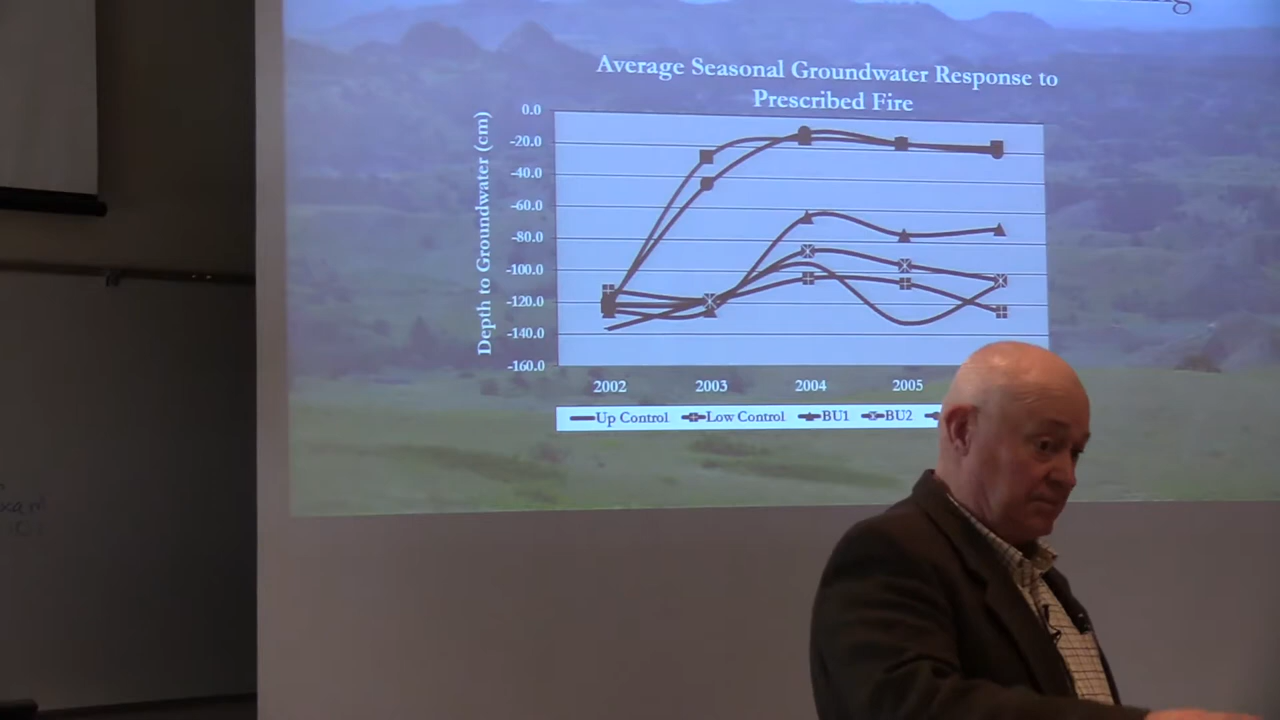 Average Seasonal Groundwater Response to
Prescribed Fire
Depth to Groundwater (cm)
0.0
-20.0
-40.0
-60.0
-80.0
-100.0
-120.0
-140.0
-160.0
2002 2003 2004 2005
Up Control Low Control BU1 BU2